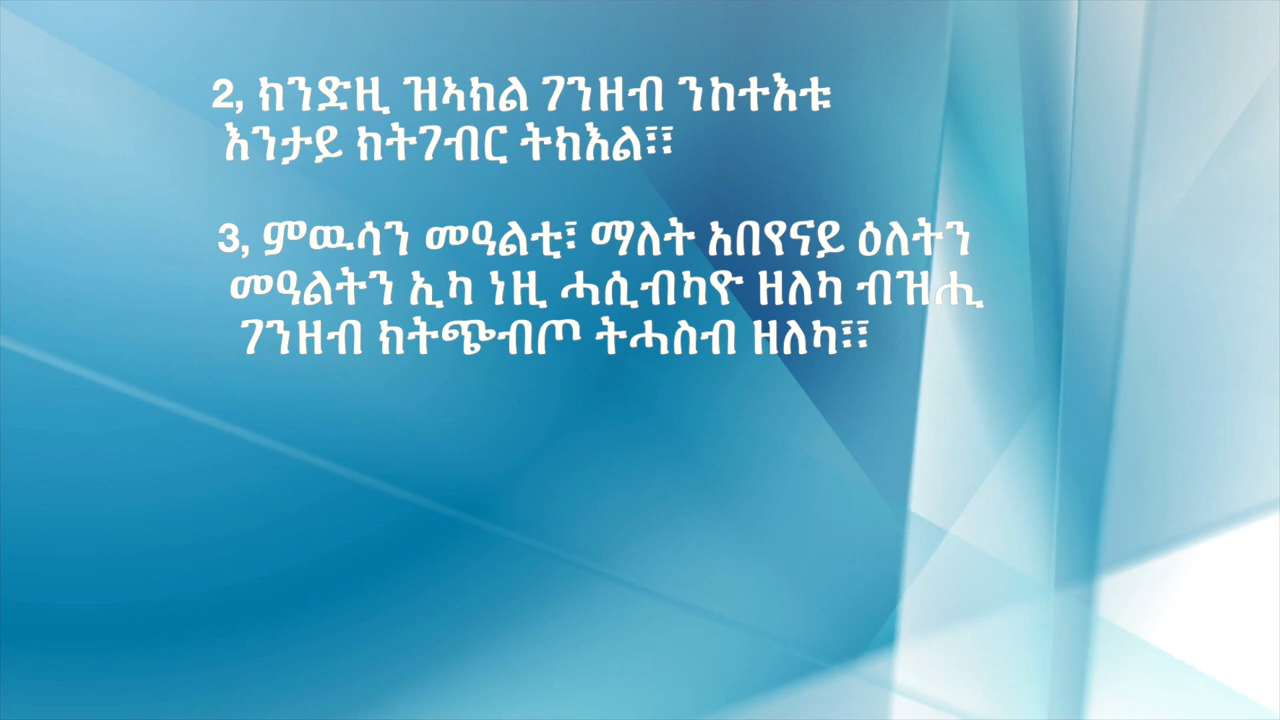 2, ክንድዚ ዝኣክል ገንዘብ ንከተእቱ
እንታይ ክትገብር ትክእል፡፡
3, ምዉሳን መዓልቲ፣ ማለት አበየናይ ዕለትን
መዓልትን ኢካ ነዚ ሓሲብካዮ ዘለካ ብዝሒ
ገንዘብ ክትጭብጦ ትሓስብ ዘለካ፡፡